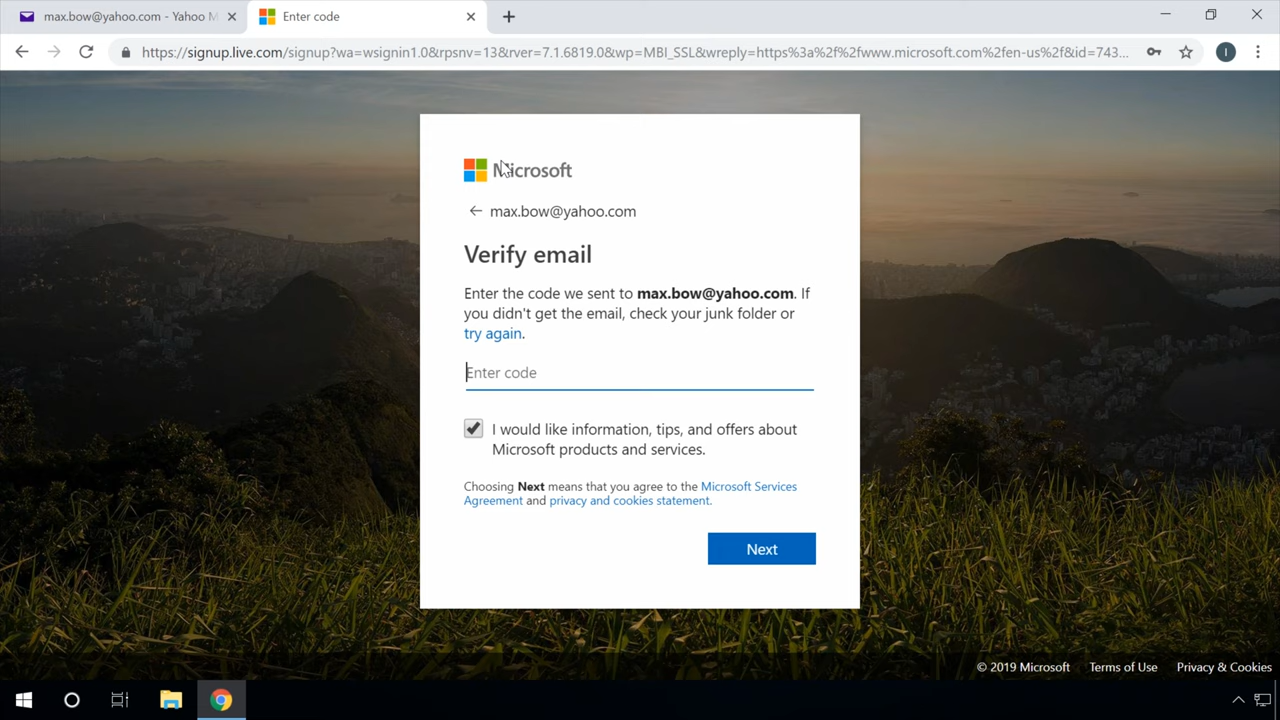 max.bow@yahoo.com - Yahoo M
Enter code
https://signup.live.com/signup?wa=wsignin1.0&rpsnv=13&rver=7.1.6819.0&wp=MBI_SSL&wreply=https%3a%2f%2fwww.microsoft.com%2fen-us%2f&id=743...
I
Microsoft
max.bow@yahoo.com
Verify email
Enter the code we sent to max.bow@yahoo.com. If
you didn't get the email, check your junk folder or
try again.
Enter code
I would like information, tips, and offers about
Microsoft products and services.
Choosing Next means that you agree to the Microsoft Services
Agreement and privacy and cookies statement.
Next
© 2019 Microsoft Terms of Use Privacy & Cookies